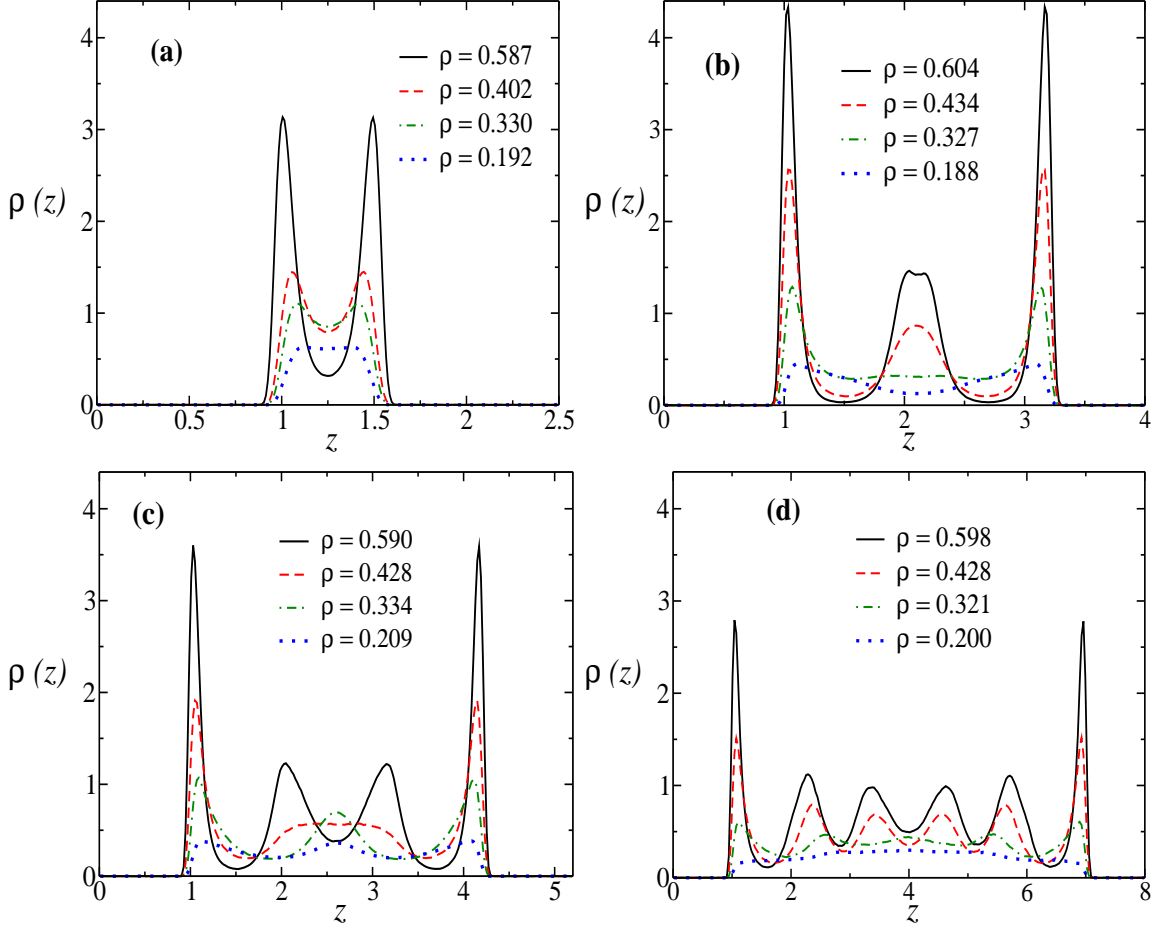 (a)
ρ = 0.587
ρ = 0.402
ρ = 0.330
ρ = 0.192
4
3
2
1
0
ρ (z)
0 0.5 1 1.5 2 2.5
z
(b)
ρ = 0.604
ρ = 0.434
ρ = 0.327
ρ = 0.188
4
3
2
1
0
ρ (z)
0 1 2 3 4
z
(c)
ρ = 0.590
ρ = 0.428
ρ = 0.334
ρ = 0.209
4
3
2
1
0
ρ (z)
0 1 2 3 4 5
z
(d)
ρ = 0.598
ρ = 0.428
ρ = 0.321
ρ = 0.200
4
3
2
1
0
ρ (z)
0 2 4 6 8
z